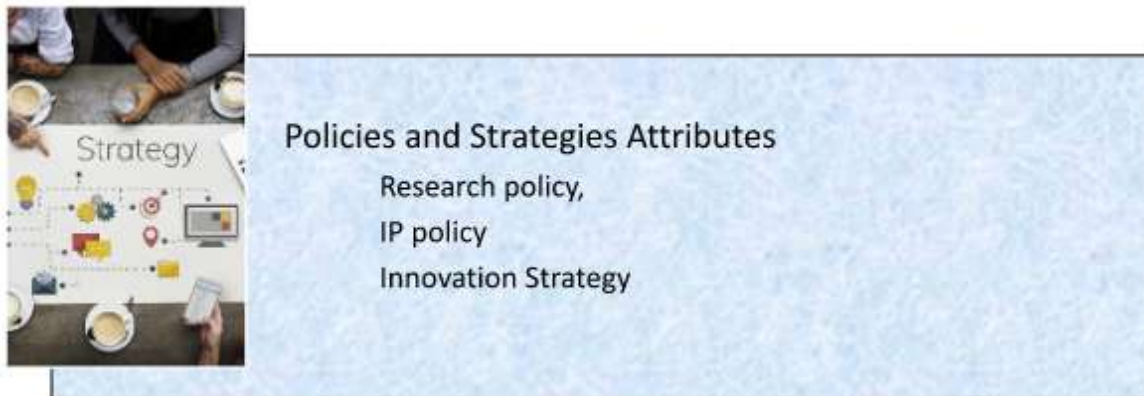 Strategy
Policies and Strategies Attributes
Research policy,
IP policy
Innovation Strategy